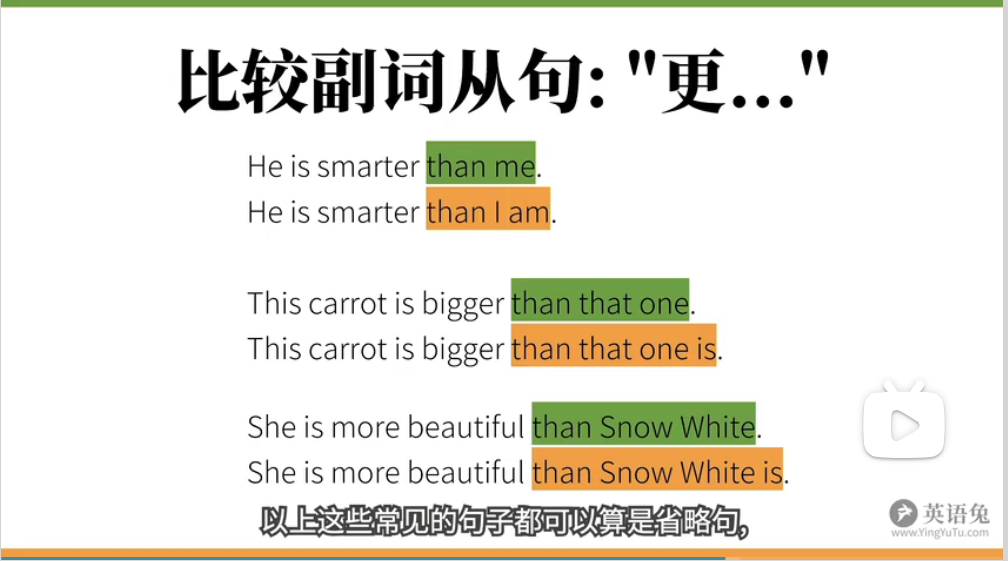 比较副词从句: "更..."
He is smarter than me.
He is smarter than I am.
This carrot is bigger than that one.
This carrot is bigger than that one is.
She is more beautiful than Snow White.
She is more beautiful than Snow White is.
以上这些常见的句子都可以算是省略句,
英语兔
www.YingYuTu.com